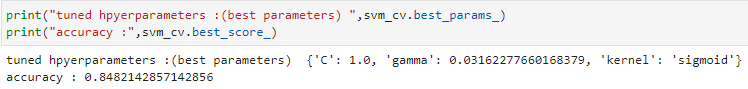 print("tuned hpyerparameters :(best parameters) ",svm_cv.best_params_)
print("accuracy :",svm_cv.best_score_)
tuned hpyerparameters :(best parameters)  {'C': 1.0, 'gamma': 0.03162277660168379, 'kernel': 'sigmoid'}
accuracy : 0.8482142857142856